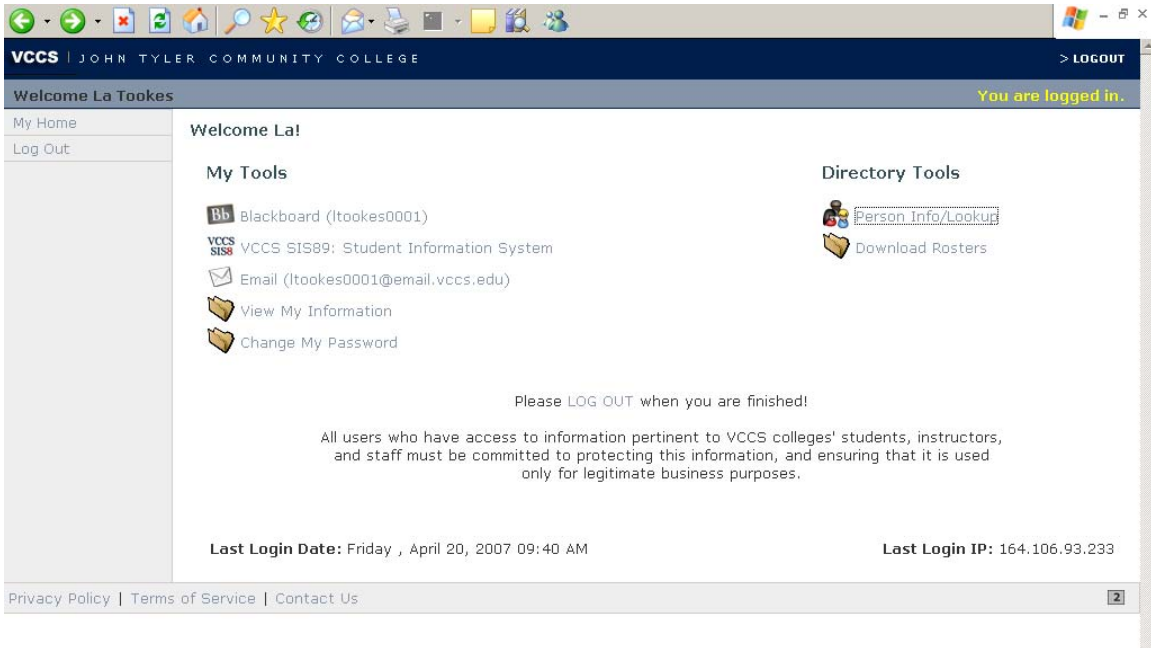 VCCS | JOHN TYLER COMMUNITY COLLEGE
> LOGOUT
Welcome La Tookes
You are logged in.
My Home
Log Out
Welcome La!
My Tools
Bb Blackboard (ltookes0001)
VCCS SIS8 VCCS SIS89: Student Information System
Email (ltookes0001@email.vccs.edu)
View My Information
Change My Password
Directory Tools
Person Info/Lookup
Download Rosters
Please LOG OUT when you are finished!
All users who have access to information pertinent to VCCS colleges' students, instructors,
and staff must be committed to protecting this information, and ensuring that it is used
only for legitimate business purposes.
Last Login Date: Friday , April 20, 2007 09:40 AM
Last Login IP: 164.106.93.233
Privacy Policy | Terms of Service | Contact Us
2